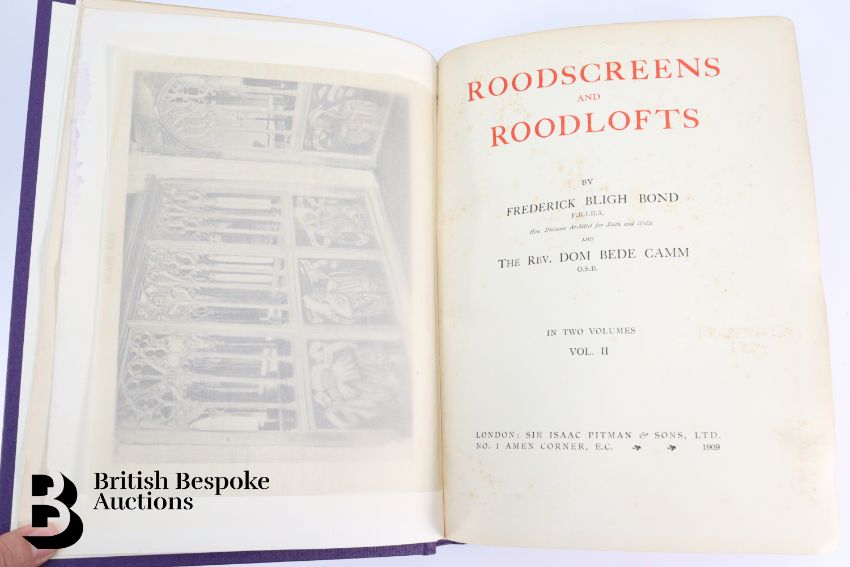 PLATE LXXX.
ROODSCREENS
AND
ROODLOFTS
BY
FREDERICK BLIGH BOND
F.R.I.B.A.
Hon. Diocesan Architect for Bath and Wells
AND
THE REV. DOM BEDE CAMM
O.S.B.
IN TWO VOLUMES
VOL. II
LONDON: SIR ISAAC PITMAN & SONS, LTD.
NO. 1 AMEN CORNER, E.C. 1909
British Bespoke
Auctions